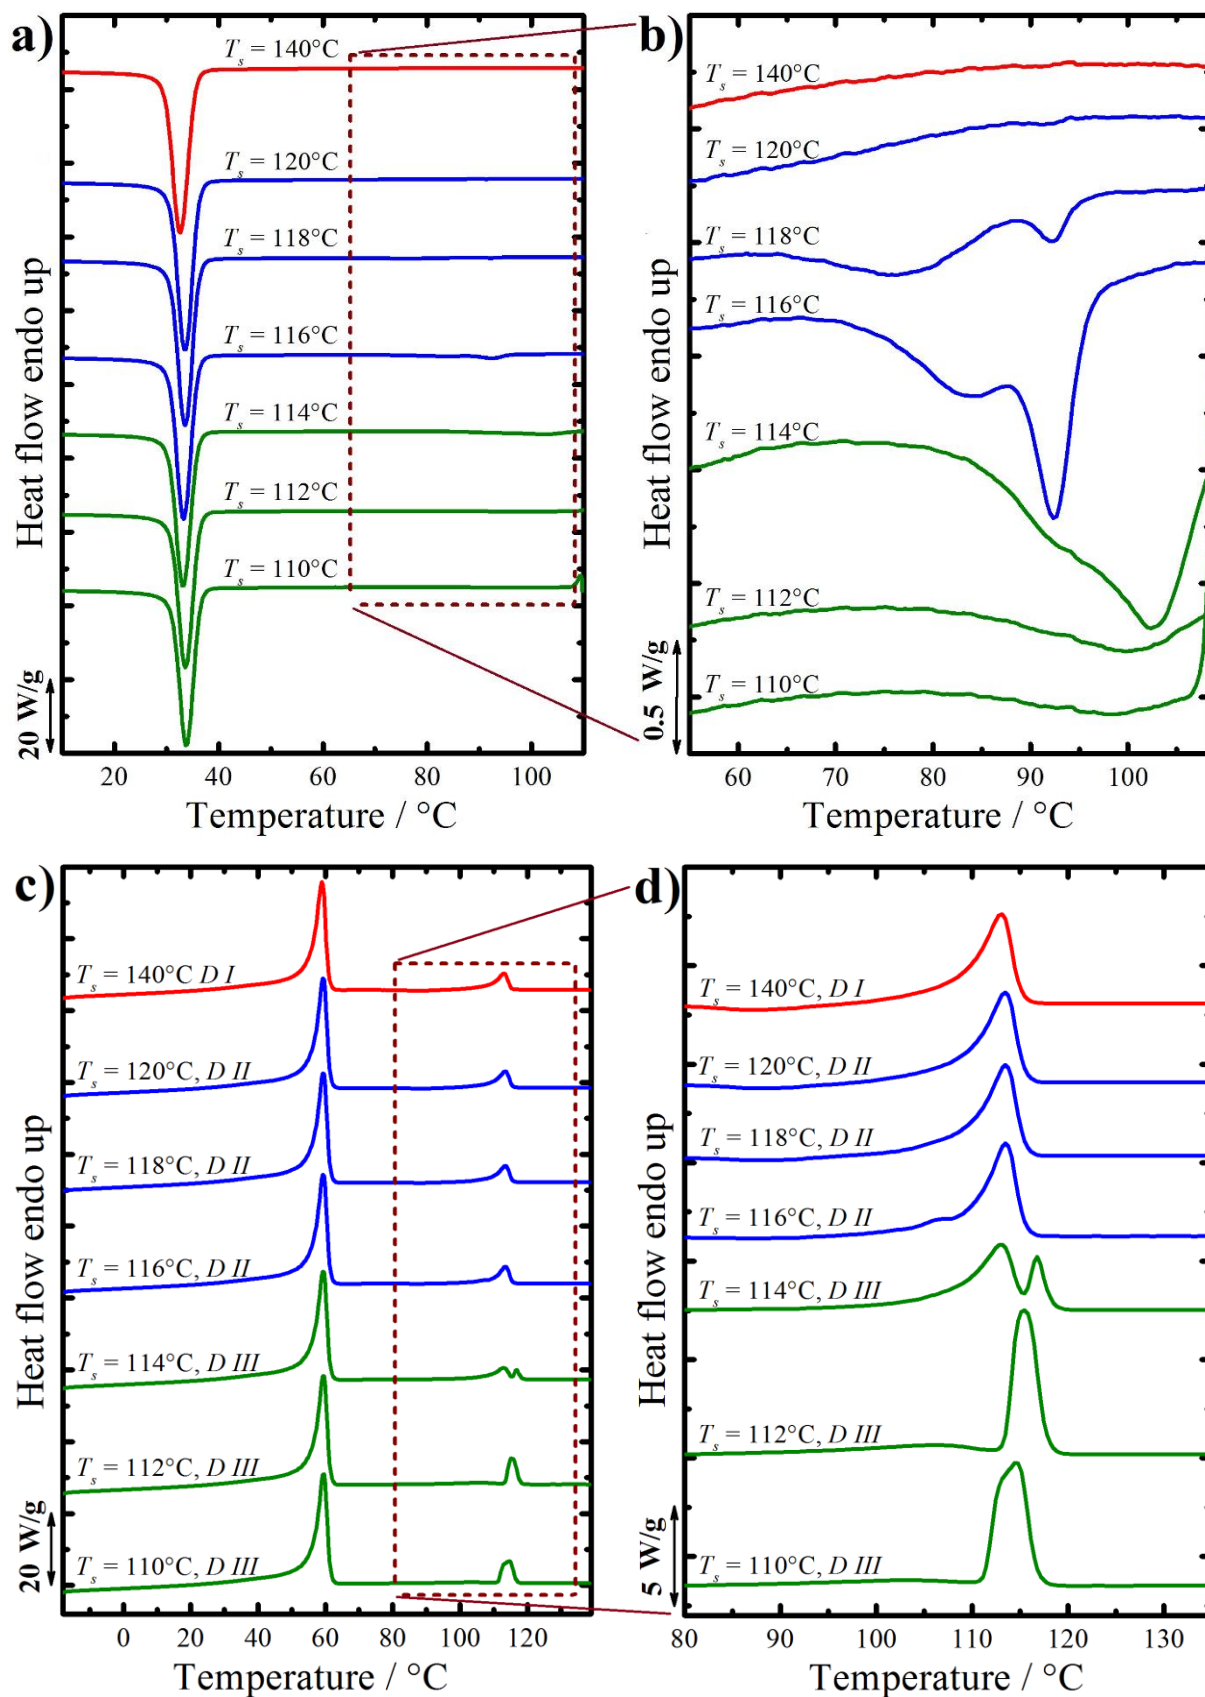 a)
T_s = 140°C
T_s = 120°C
T_s = 118°C
T_s = 116°C
T_s = 114°C
T_s = 112°C
T_s = 110°C
Heat flow endo up
20 W/g
20 40 60 80 100
Temperature / °C
b)
T_s = 140°C
T_s = 120°C
T_s = 118°C
T_s = 116°C
T_s = 114°C
T_s = 112°C
T_s = 110°C
Heat flow endo up
0.5 W/g
60 70 80 90 100
Temperature / °C
c)
T_s = 140°C D I
T_s = 120°C, D II
T_s = 118°C, D II
T_s = 116°C, D II
T_s = 114°C, D III
T_s = 112°C, D III
T_s = 110°C, D III
Heat flow endo up
20 W/g
0 20 40 60 80 100 120
Temperature / °C
d)
T_s = 140°C, D I
T_s = 120°C, D II
T_s = 118°C, D II
T_s = 116°C, D II
T_s = 114°C, D III
T_s = 112°C, D III
T_s = 110°C, D III
Heat flow endo up
5 W/g
80 90 100 110 120 130
Temperature / °C